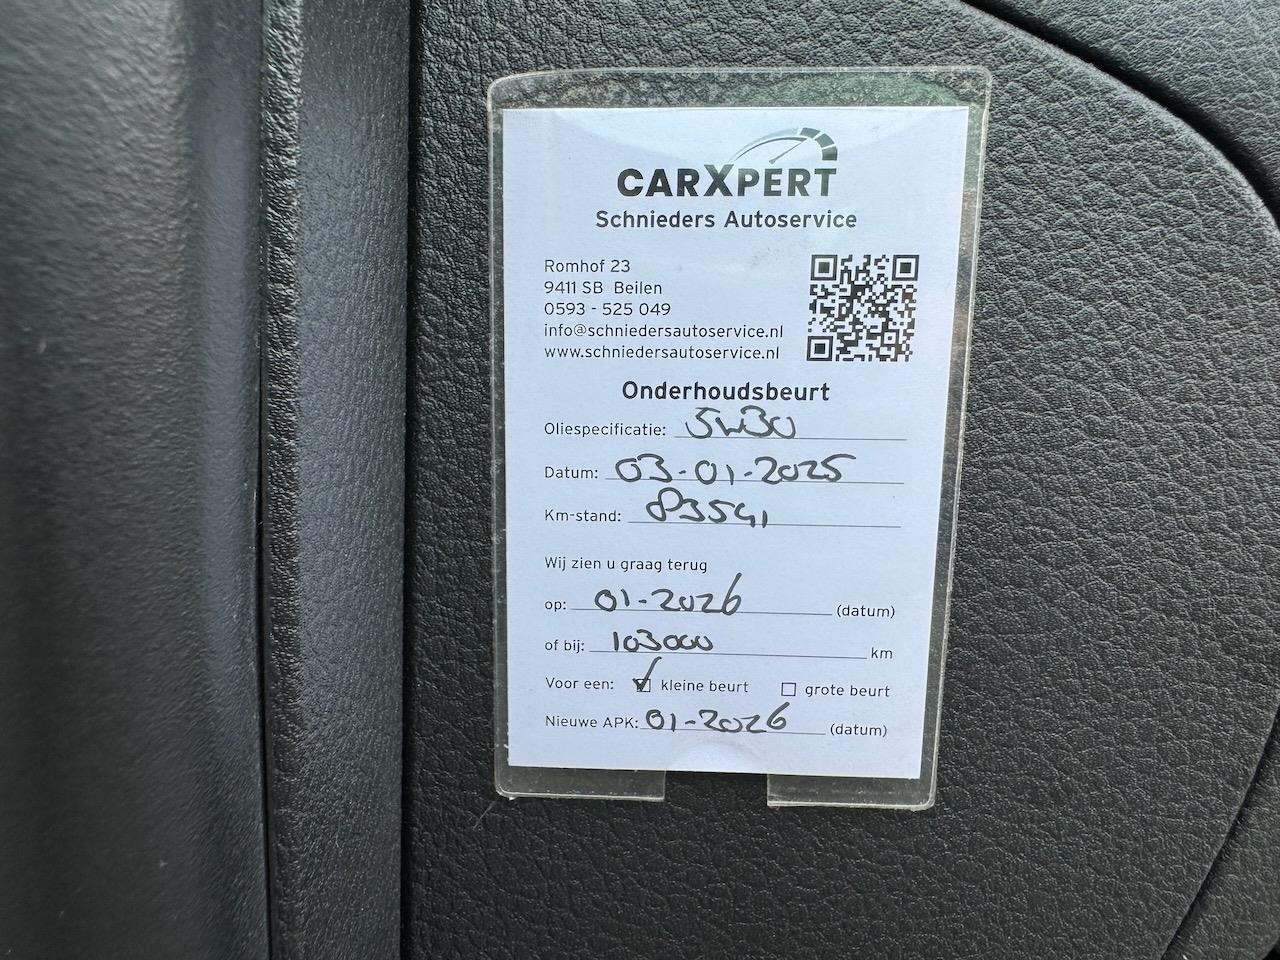 CARXPERT
Schnieders Autoservice
Romhof 23
9411 SB Beilen
0593 - 525 049
info@schniedersautoservice.nl
www.schniedersautoservice.nl
Onderhoudsbeurt
Oliespecificatie: 5W30
Datum: 03-01-2025
Km-stand: 83541
Wij zien u graag terug
op: 01-2026 (datum)
of bij: 103000 km
Voor een: kleine beurt grote beurt
Nieuwe APK: 01-2026 (datum)